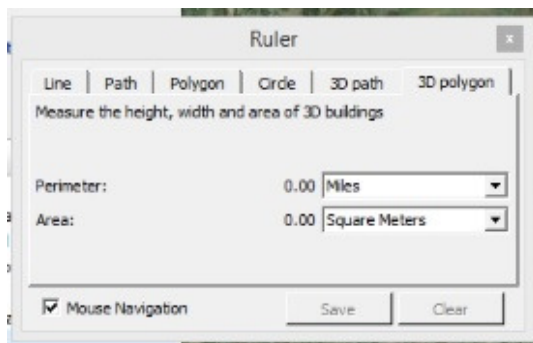 Ruler
Line Path Polygon Circle 3D path 3D polygon
Measure the height, width and area of 3D buildings
Perimeter: 0.00 Miles
Area: 0.00 Square Meters
Mouse Navigation Save Clear